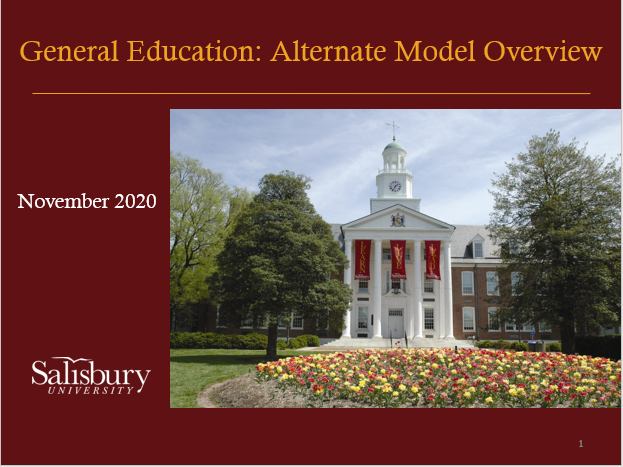 General Education: Alternate Model Overview
November 2020
Salisbury
UNIVERSITY
1